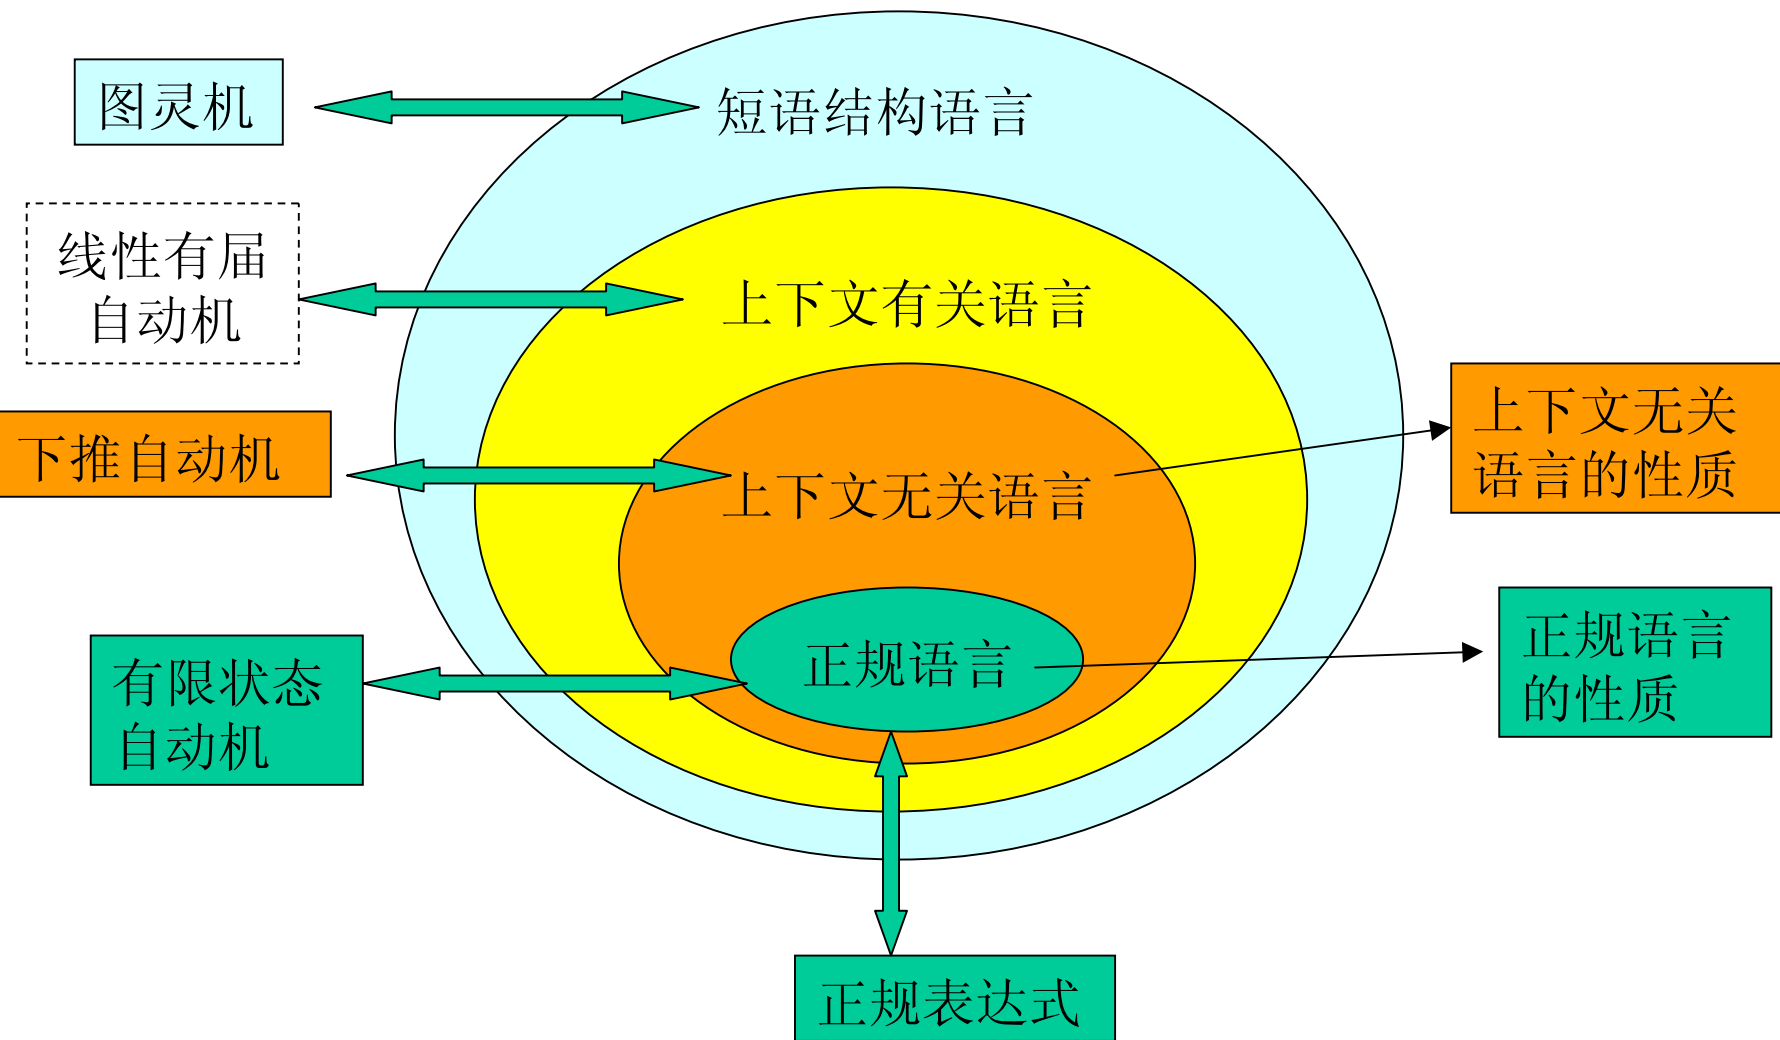 图灵机
短语结构语言
线性有届
自动机
上下文有关语言
下推自动机
上下文无关语言
上下文无关
语言的性质
有限状态
自动机
正规语言
正规语言
的性质
正规表达式